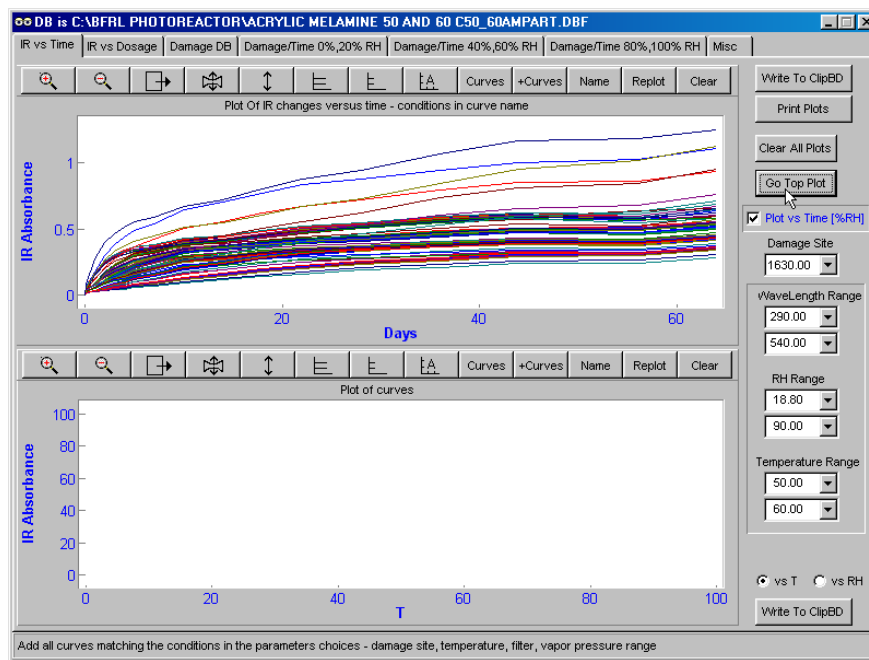 DB is C:\BFRL PHOTOREACTOR\ACRYLIC MELAMINE 50 AND 60 C50_60AMPART.DBF
IR vs Time IR vs Dosage Damage DB Damage/Time 0%,20% RH Damage/Time 40%,60% RH Damage/Time 80%,100% RH Misc
A Curves +Curves Name Replot Clear
Plot Of IR changes versus time - conditions in curve name
IR Absorbance
1
0.5
0
0 20 40 60
Days
A Curves +Curves Name Replot Clear
Plot of curves
IR Absorbance
100
80
60
40
20
0
0 20 40 60 80 100
T
Write To ClipBD
Print Plots
Clear All Plots
Go Top Plot
Plot vs Time [%RH]
Damage Site
1630.00
WaveLength Range
290.00
540.00
RH Range
18.80
90.00
Temperature Range
50.00
60.00
vs T vs RH
Write To ClipBD
Add all curves matching the conditions in the parameters choices - damage site, temperature, filter, vapor pressure range